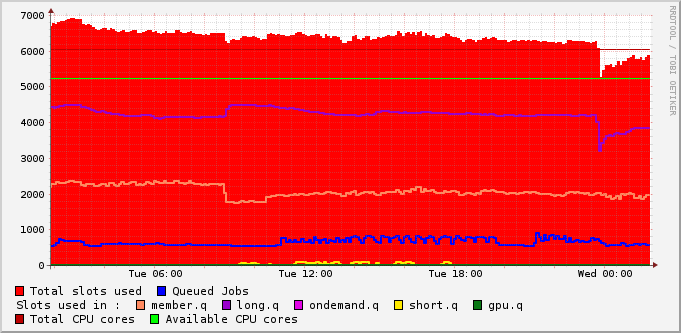 7000
6000
5000
4000
3000
2000
1000
0
Tue 06:00 Tue 12:00 Tue 18:00 Wed 00:00
RRDTOOL / TOBI OETIKER
Total slots used Queued Jobs
Slots used in : member.q long.q ondemand.q short.q gpu.q
Total CPU cores Available CPU cores